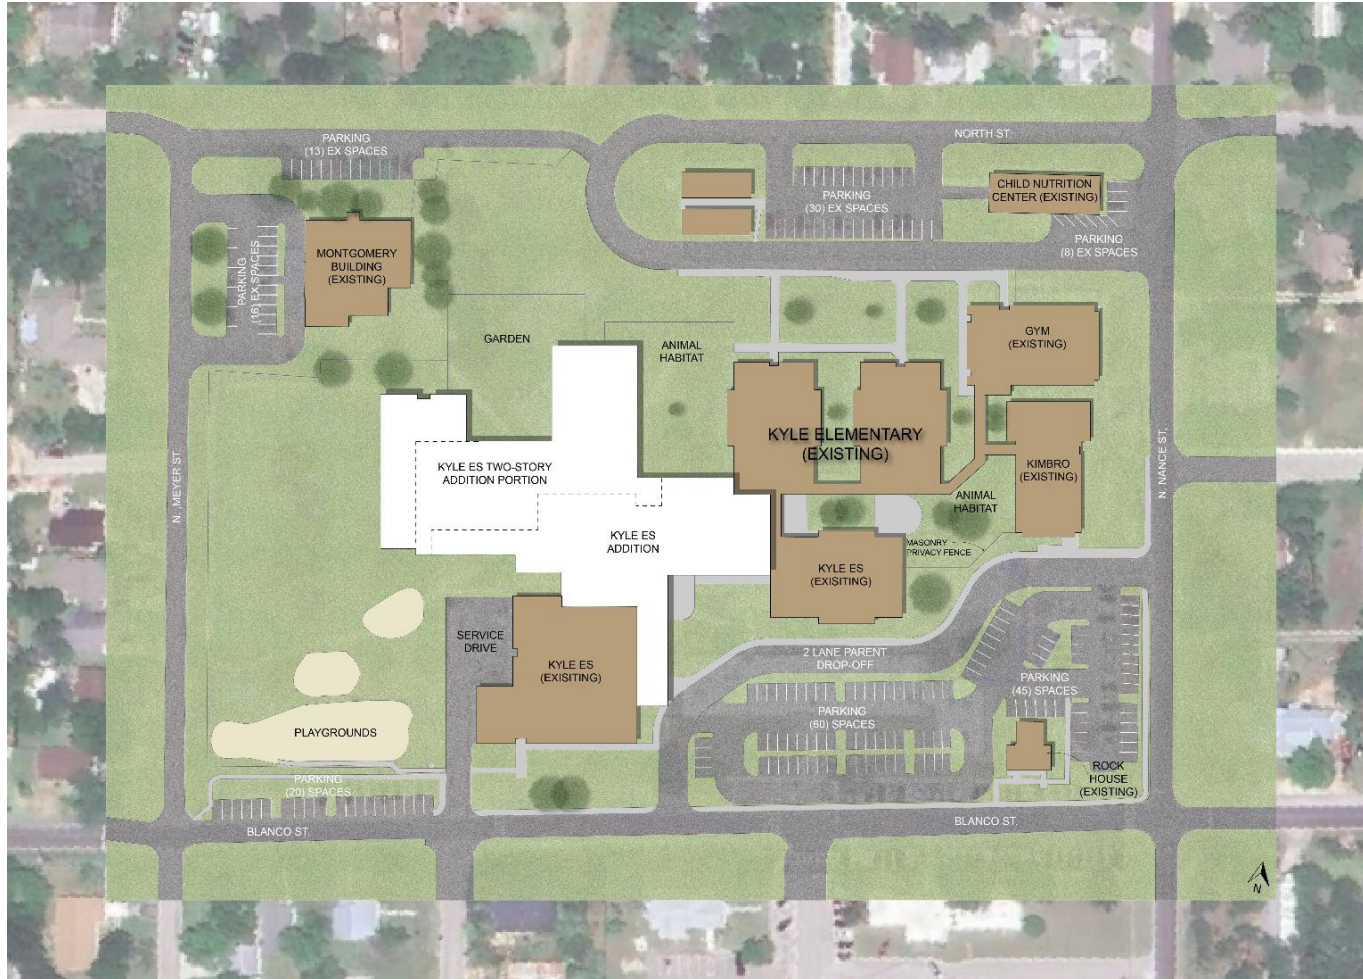 PARKING
(13) EX SPACES
NORTH ST.
CHILD NUTRITION
CENTER (EXISTING)
PARKING
(30) EX SPACES
PARKING
(8) EX SPACES
MONTGOMERY
BUILDING
(EXISTING)
PARKING
(16) EX SPACES
GYM
(EXISTING)
GARDEN
ANIMAL
HABITAT
KYLE ELEMENTARY
(EXISTING)
KIMBRO
(EXISTING)
KYLE ES TWO-STORY
ADDITION PORTION
N. MEYER ST.
N. NANCE ST.
ANIMAL
HABITAT
KYLE ES
ADDITION
MASONRY
PRIVACY FENCE
KYLE ES
(EXISITING)
SERVICE
DRIVE
2 LANE PARENT
DROP-OFF
KYLE ES
(EXISITING)
PARKING
(45) SPACES
PARKING
(60) SPACES
PLAYGROUNDS
ROCK
HOUSE
(EXISTING)
PARKING
(20) SPACES
BLANCO ST.
BLANCO ST.
N